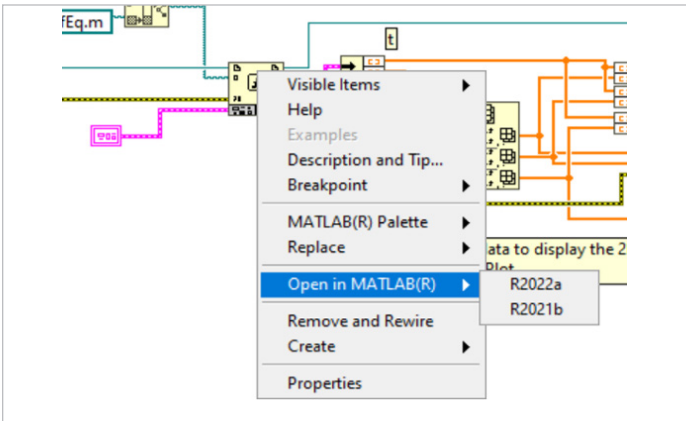 fEq.m
t
Visible Items
Help
Examples
Description and Tip...
Breakpoint
MATLAB(R) Palette
Replace
ata to display the 2
Plot
Open in MATLAB(R)
R2022a
R2021b
Remove and Rewire
Create
Properties